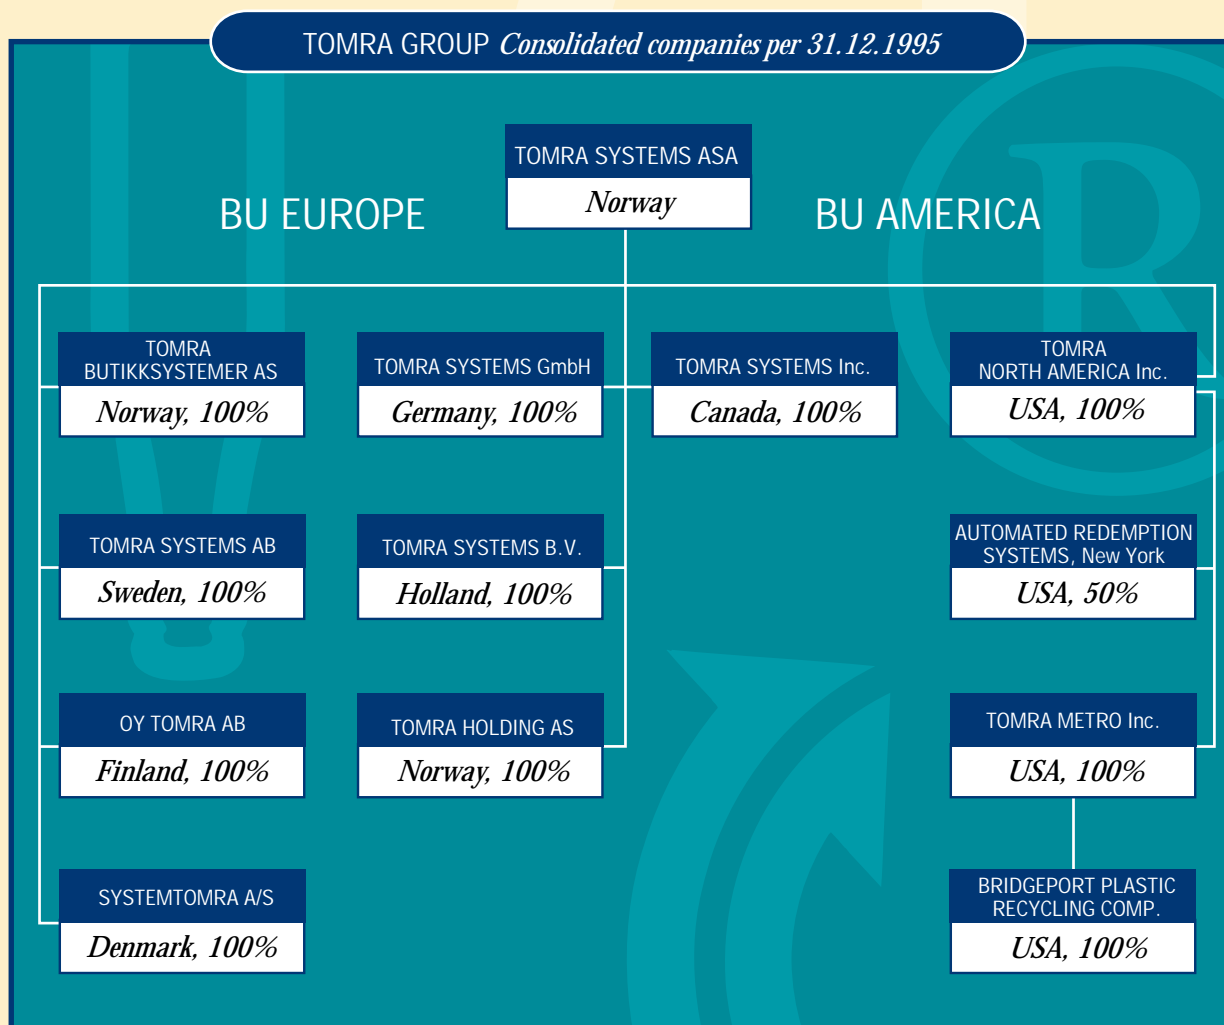 TOMRA GROUP Consolidated companies per 31.12.1995
TOMRA SYSTEMS ASA
Norway
BU EUROPE
BU AMERICA
TOMRA
BUTIKKSYSTEMER AS
Norway, 100%
TOMRA SYSTEMS GmbH
Germany, 100%
TOMRA SYSTEMS Inc.
Canada, 100%
TOMRA
NORTH AMERICA Inc.
USA, 100%
TOMRA SYSTEMS AB
Sweden, 100%
TOMRA SYSTEMS B.V.
Holland, 100%
AUTOMATED REDEMPTION
SYSTEMS, New York
USA, 50%
OY TOMRA AB
Finland, 100%
TOMRA HOLDING AS
Norway, 100%
TOMRA METRO Inc.
USA, 100%
SYSTEMTOMRA A/S
Denmark, 100%
BRIDGEPORT PLASTIC
RECYCLING COMP.
USA, 100%
R